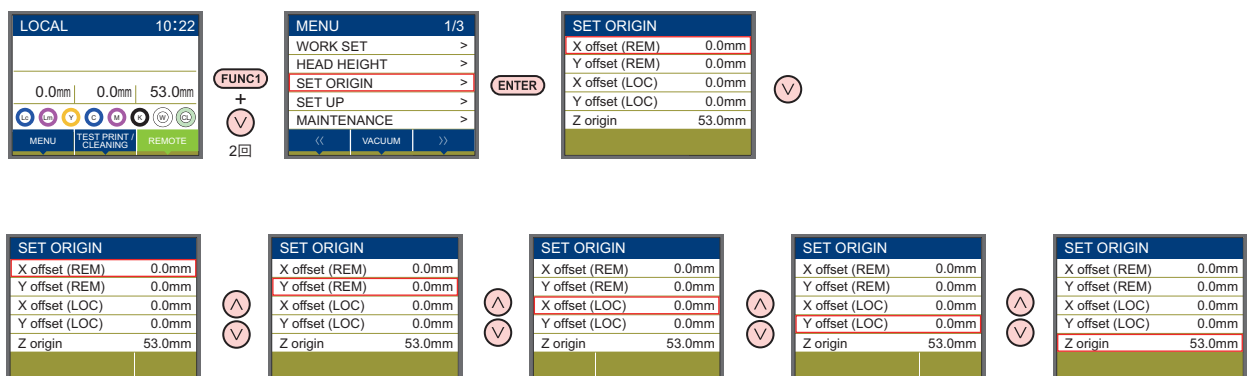 LOCAL 10:22
0.0mm 0.0mm 53.0mm
Lc Lm Y C M K W CL
MENU TEST PRINT / CLEANING REMOTE
FUNC1
+
2回
MENU 1/3
WORK SET >
HEAD HEIGHT >
SET ORIGIN >
SET UP >
MAINTENANCE >
<< VACUUM >>
ENTER
SET ORIGIN
X offset (REM) 0.0mm
Y offset (REM) 0.0mm
X offset (LOC) 0.0mm
Y offset (LOC) 0.0mm
Z origin 53.0mm
SET ORIGIN
X offset (REM) 0.0mm
Y offset (REM) 0.0mm
X offset (LOC) 0.0mm
Y offset (LOC) 0.0mm
Z origin 53.0mm
SET ORIGIN
X offset (REM) 0.0mm
Y offset (REM) 0.0mm
X offset (LOC) 0.0mm
Y offset (LOC) 0.0mm
Z origin 53.0mm
SET ORIGIN
X offset (REM) 0.0mm
Y offset (REM) 0.0mm
X offset (LOC) 0.0mm
Y offset (LOC) 0.0mm
Z origin 53.0mm
SET ORIGIN
X offset (REM) 0.0mm
Y offset (REM) 0.0mm
X offset (LOC) 0.0mm
Y offset (LOC) 0.0mm
Z origin 53.0mm
SET ORIGIN
X offset (REM) 0.0mm
Y offset (REM) 0.0mm
X offset (LOC) 0.0mm
Y offset (LOC) 0.0mm
Z origin 53.0mm